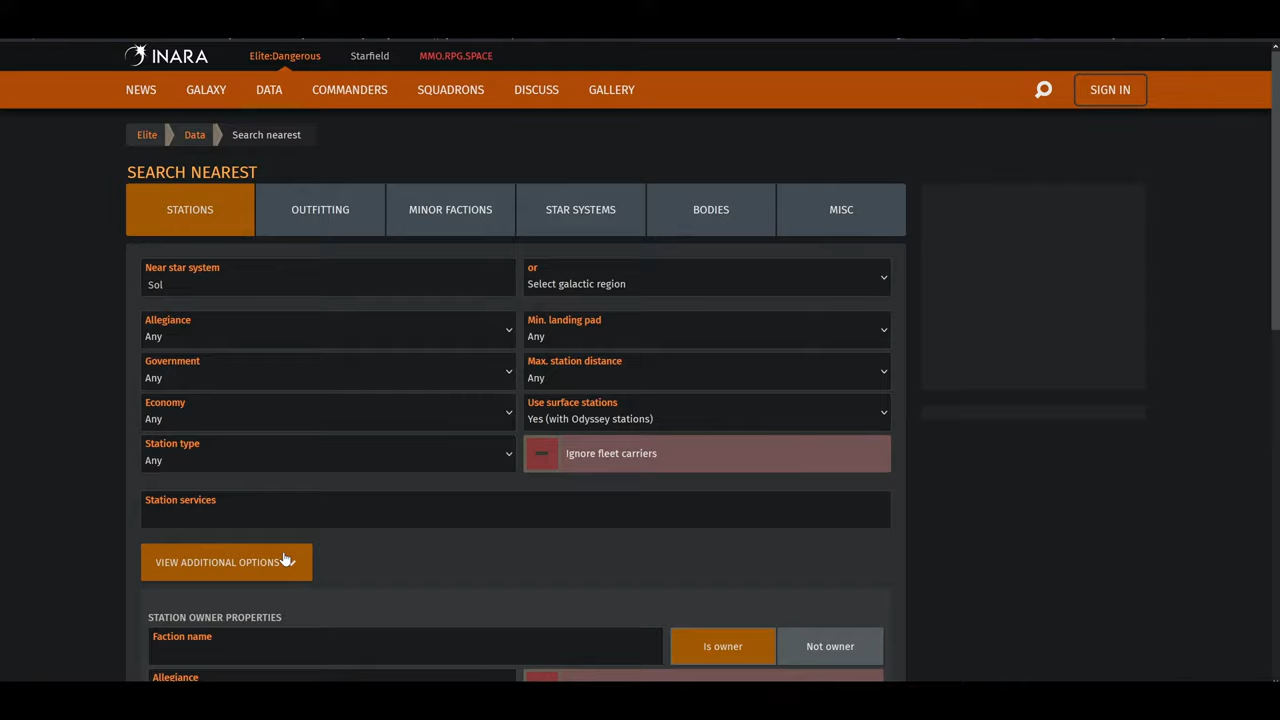 INARA Elite:Dangerous Starfield MMO.RPG.SPACE
NEWS GALAXY DATA COMMANDERS SQUADRONS DISCUSS GALLERY SIGN IN
Elite Data Search nearest
SEARCH NEAREST
STATIONS OUTFITTING MINOR FACTIONS STAR SYSTEMS BODIES MISC
Near star system or
Sol Select galactic region
Allegiance Min. landing pad
Any Any
Government Max. station distance
Any Any
Economy Use surface stations
Any Yes (with Odyssey stations)
Station type
Any Ignore fleet carriers
Station services
VIEW ADDITIONAL OPTIONS
STATION OWNER PROPERTIES
Faction name
Is owner Not owner
Allegiance